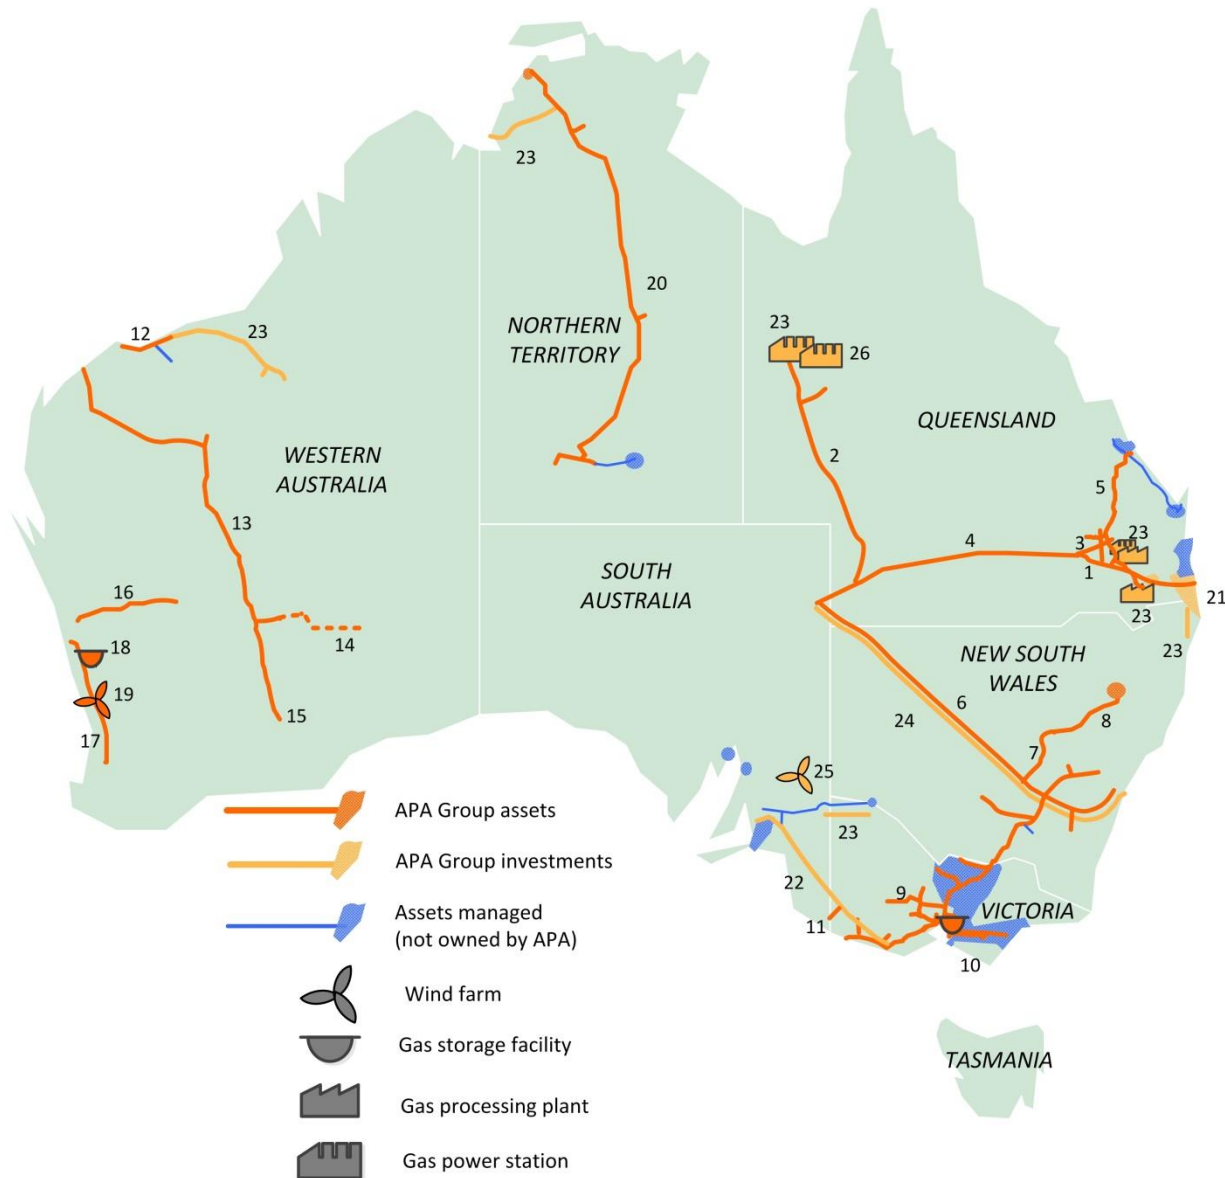 23
20
NORTHERN
TERRITORY
12
23
23
26
QUEENSLAND
WESTERN
AUSTRALIA
2
5
13
4
3
23
1
SOUTH
AUSTRALIA
16
14
18
19
15
17
21
23
23
NEW SOUTH
WALES
6
24
8
7
25
23
22
9
11
VICTORIA
10
TASMANIA
APA Group assets
APA Group investments
Assets managed
(not owned by APA)
Wind farm
Gas storage facility
Gas processing plant
Gas power station